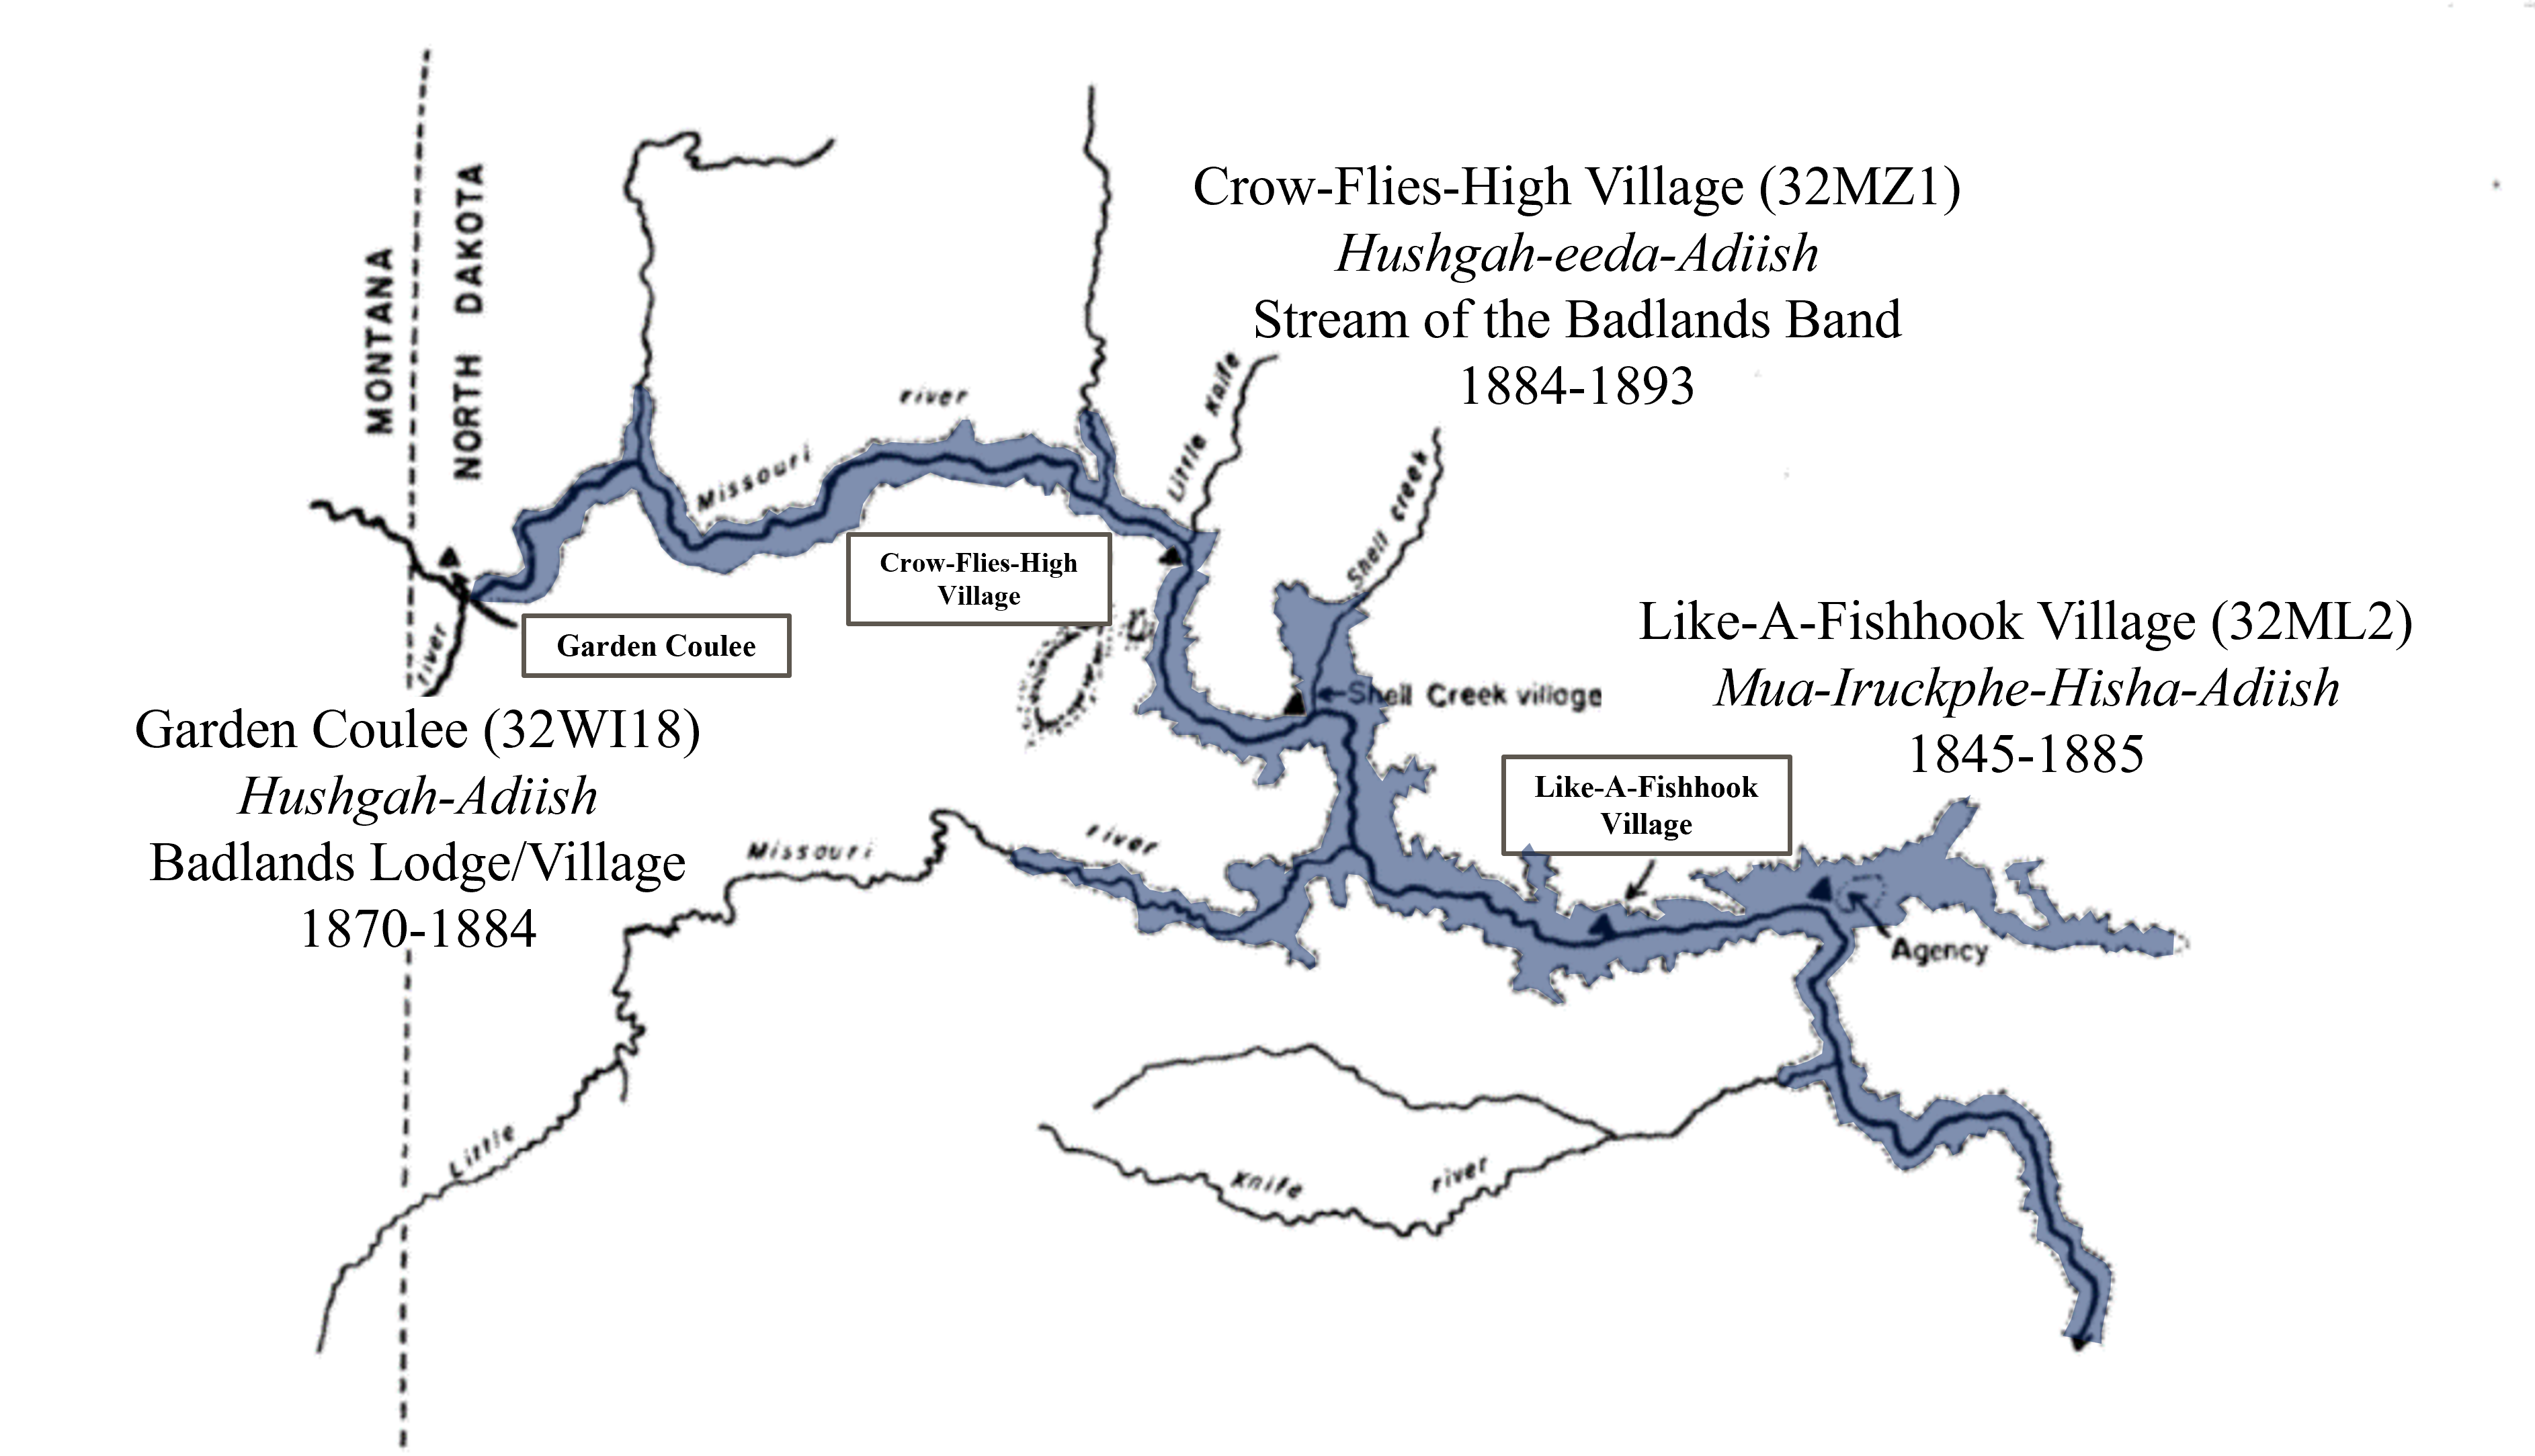 MONTANA
NORTH DAKOTA
Crow-Flies-High Village (32MZ1)
Hushgah-eeda-Adiish
Stream of the Badlands Band
1884-1893
river
Missouri
Little Knife
Shell creek
Crow-Flies-High
Village
Garden Coulee
river
Shell Creek village
Like-A-Fishhook Village (32ML2)
Mua-Iruckphe-Hisha-Adiish
1845-1885
Garden Coulee (32WI18)
Hushgah-Adiish
Badlands Lodge/Village
1870-1884
Like-A-Fishhook
Village
Missouri
river
Agency
Little
Knife
river